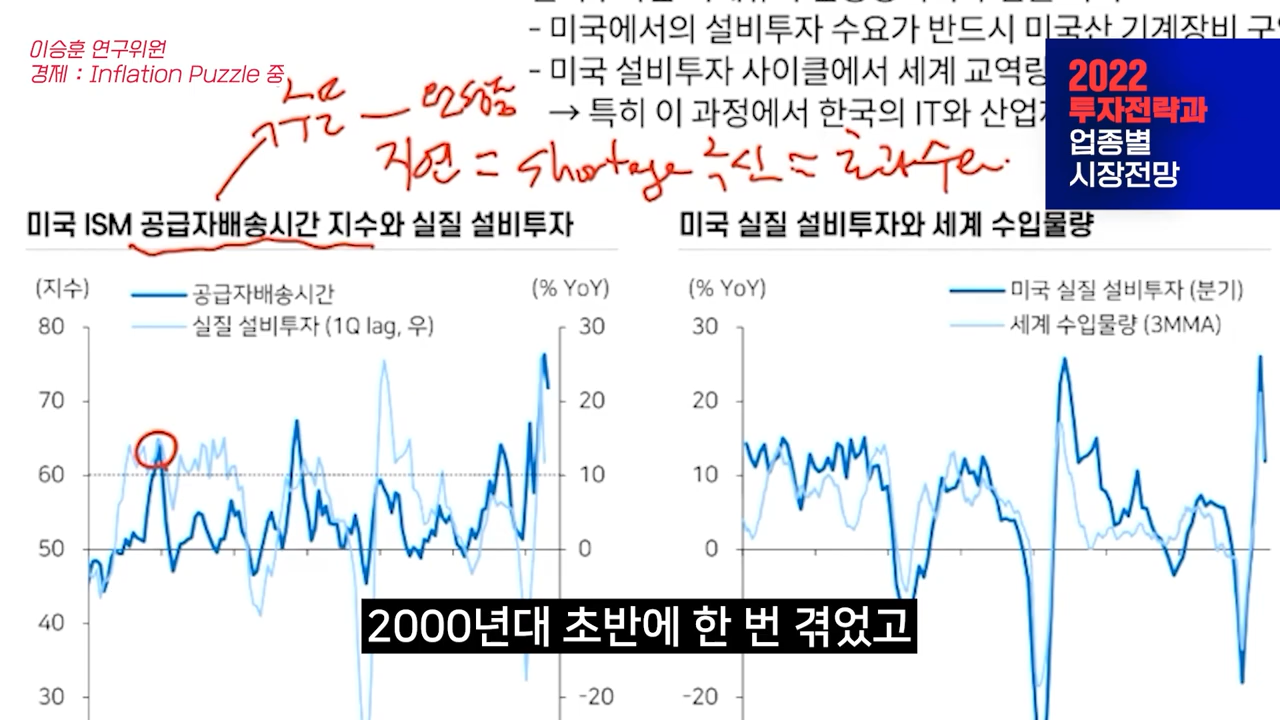 이승훈 연구위원
경제 : Inflation Puzzle 중
- 미국에서의 설비투자 수요가 반드시 미국산 기계장비 구
- 미국 설비투자 사이클에서 세계 교역량
→ 특히 이 과정에서 한국의 IT와 산업
2022
투자전략과
업종별
시장전망
지연 = shortage
미국 ISM 공급자배송시간 지수와 실질 설비투자
(지수)
공급자배송시간
실질 설비투자 (1Q lag, 우)
(% YoY)
80
70
60
50
40
30
30
20
10
0
-20
미국 실질 설비투자와 세계 수입물량
(% YoY)
미국 실질 설비투자 (분기)
세계 수입물량 (3MMA)
30
20
10
0
-20
2000년대 초반에 한 번 겪었고